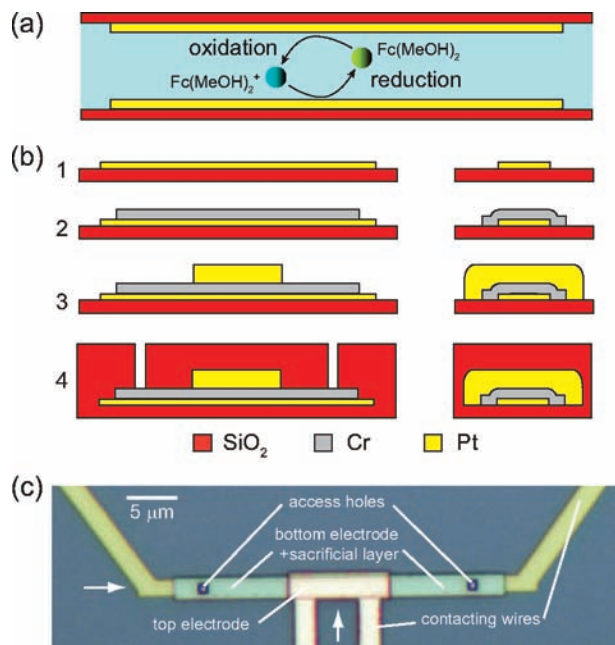 (a)
oxidation
Fc(MeOH)₂
Fc(MeOH)₂⁺
reduction
(b)
1
2
3
4
SiO₂
Cr
Pt
(c)
5 μm
access holes
bottom electrode
+sacrificial layer
top electrode
contacting wires